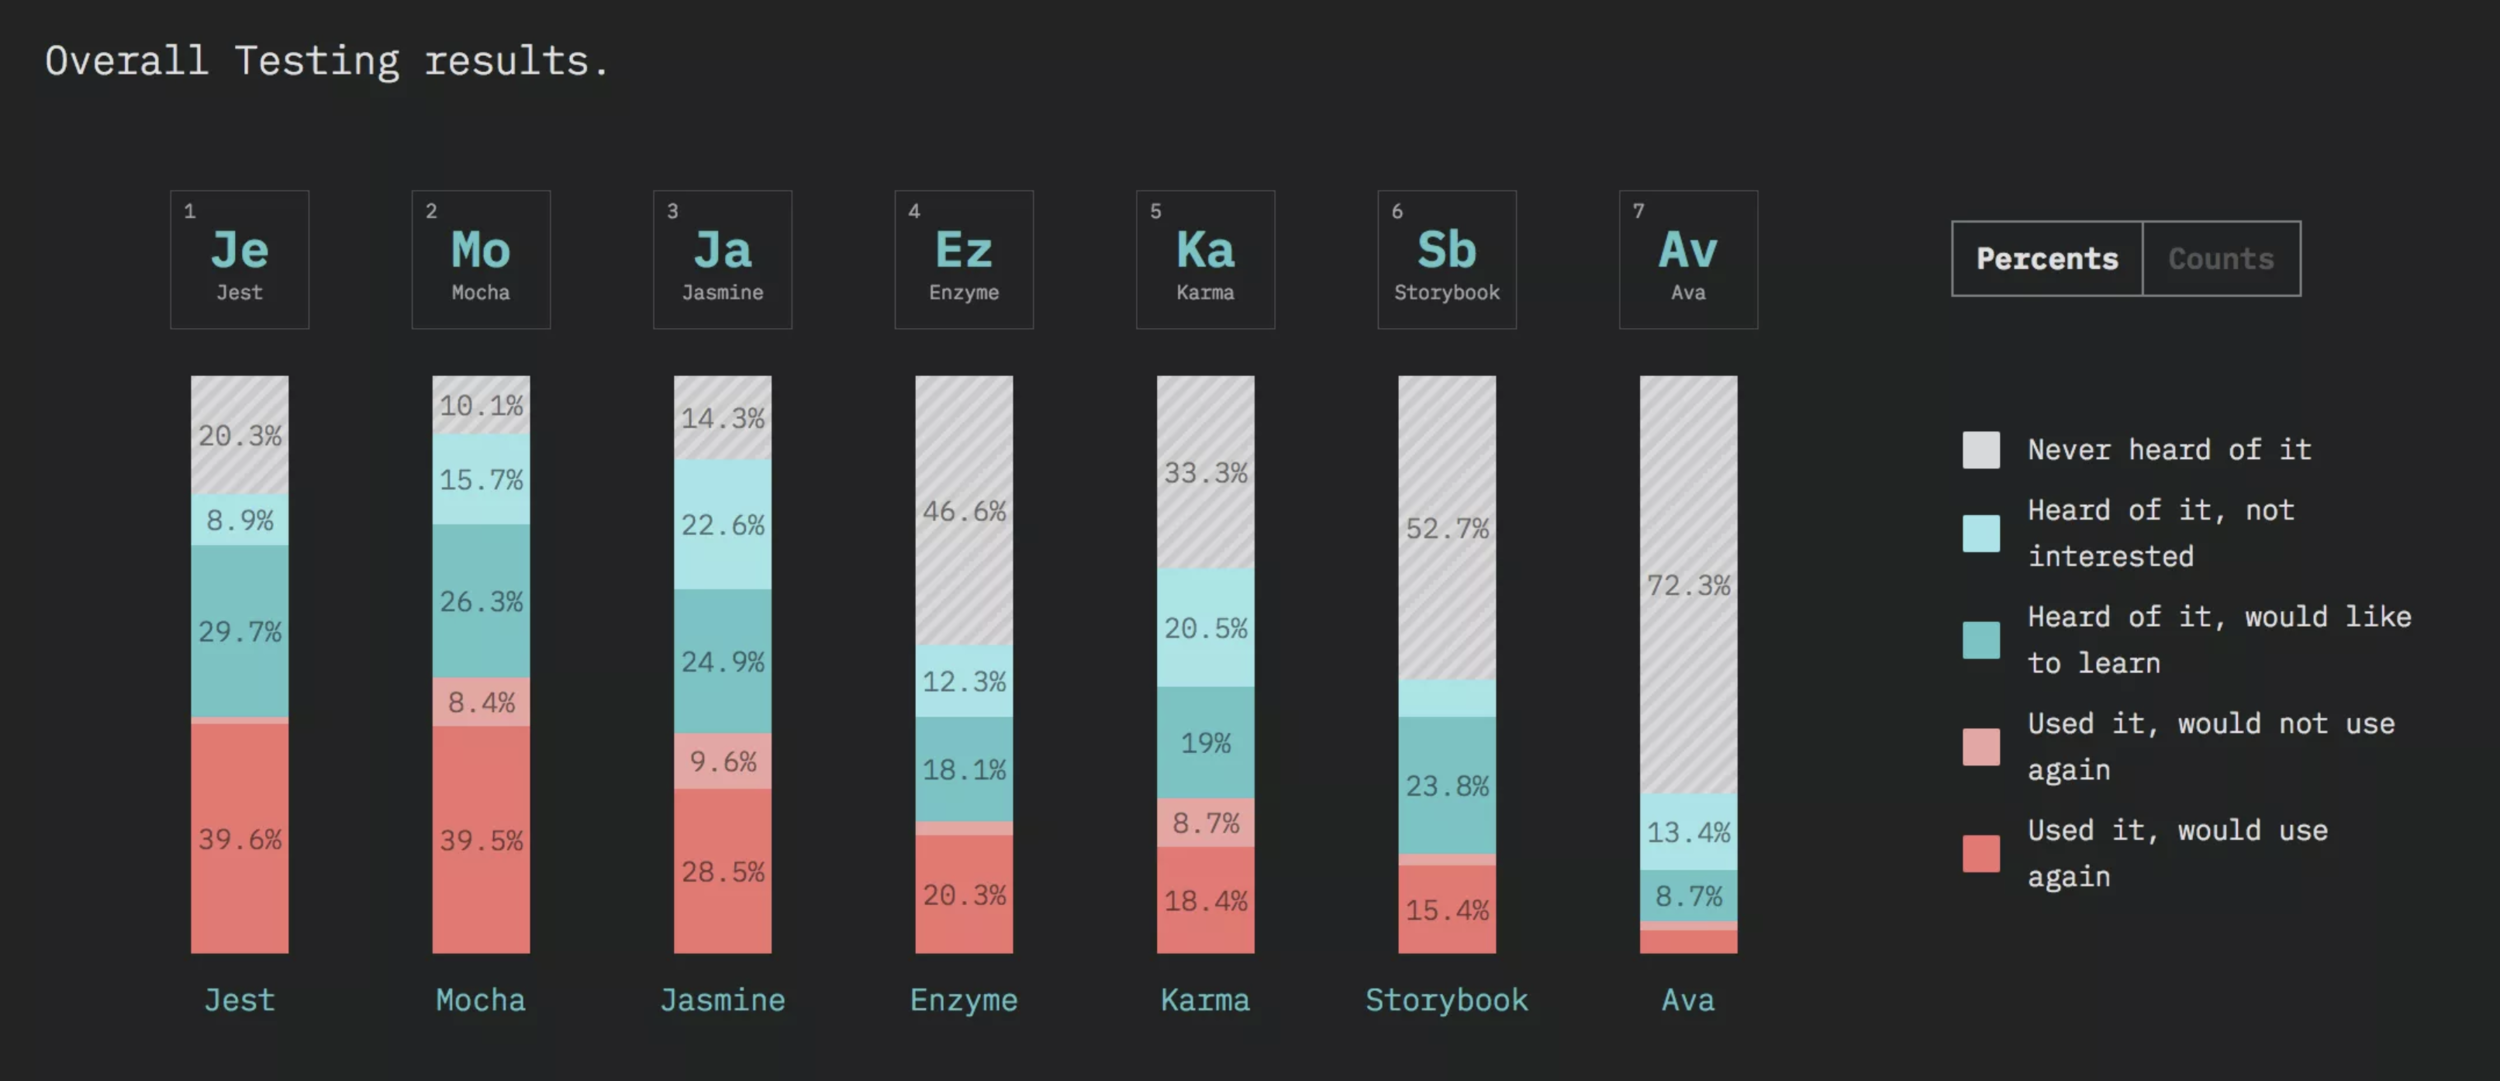 Overall Testing results.
1
Je
Jest
2
Mo
Mocha
3
Ja
Jasmine
4
Ez
Enzyme
5
Ka
Karma
6
Sb
Storybook
7
Av
Ava
Percents
Counts
20.3%
8.9%
29.7%
39.6%
10.1%
15.7%
26.3%
8.4%
39.5%
14.3%
22.6%
24.9%
9.6%
28.5%
46.6%
12.3%
18.1%
20.3%
33.3%
20.5%
19%
8.7%
18.4%
52.7%
23.8%
15.4%
72.3%
13.4%
8.7%
Jest
Mocha
Jasmine
Enzyme
Karma
Storybook
Ava
Never heard of it
Heard of it, not
interested
Heard of it, would like
to learn
Used it, would not use
again
Used it, would use
again